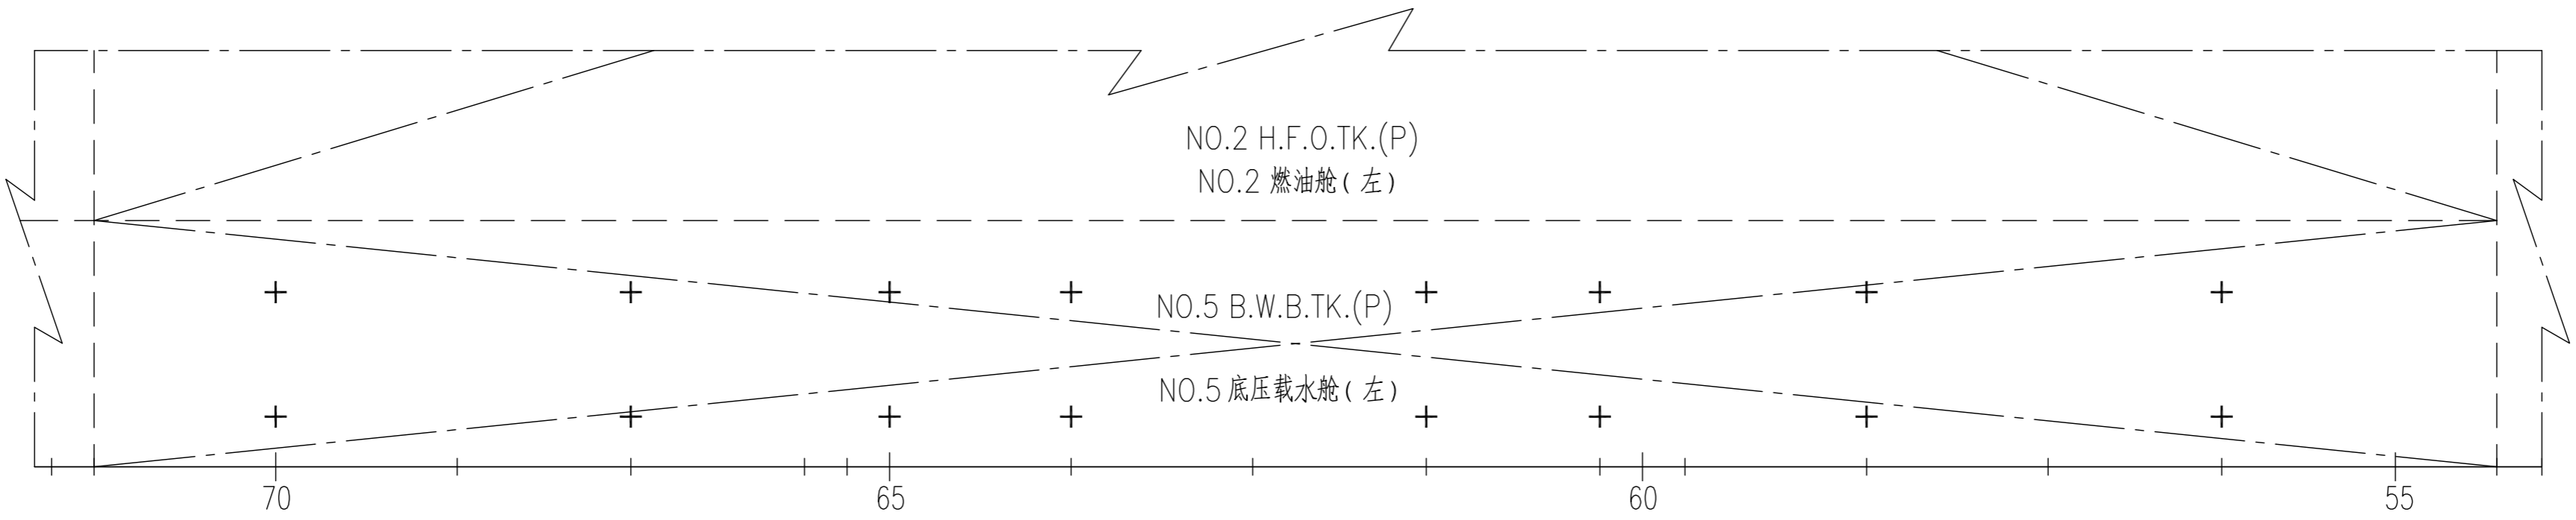 NO.2 H.F.O.TK.(P)
NO.2 燃油舱(左)
NO.5 B.W.B.TK.(P)
NO.5 底压载水舱(左)
70 65 60 55